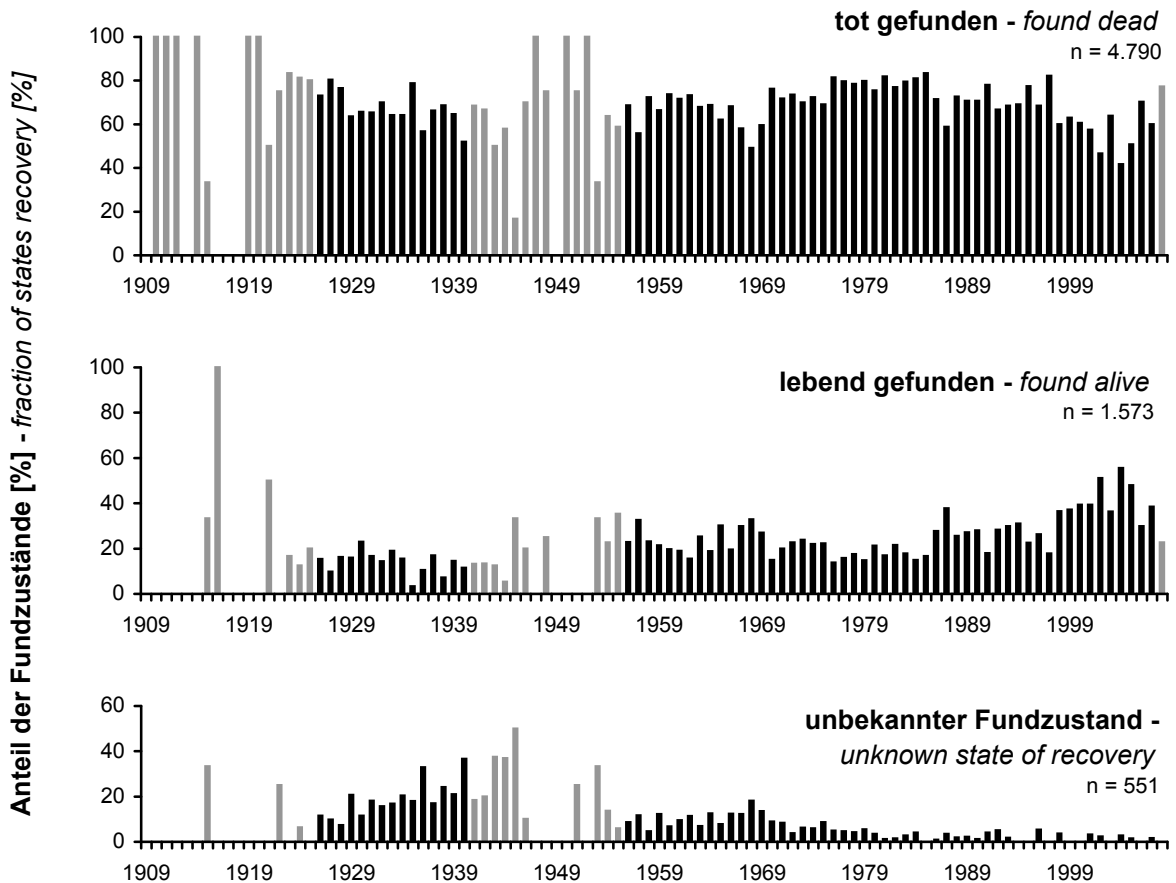 Anteil der Fundzustände [%] - fraction of states recovery [%]
tot gefunden - found dead
n = 4.790
100
80
60
40
20
0
1909 1919 1929 1939 1949 1959 1969 1979 1989 1999
lebend gefunden - found alive
n = 1.573
100
80
60
40
20
0
1909 1919 1929 1939 1949 1959 1969 1979 1989 1999
unbekannter Fundzustand -
unknown state of recovery
n = 551
60
40
20
0
1909 1919 1929 1939 1949 1959 1969 1979 1989 1999